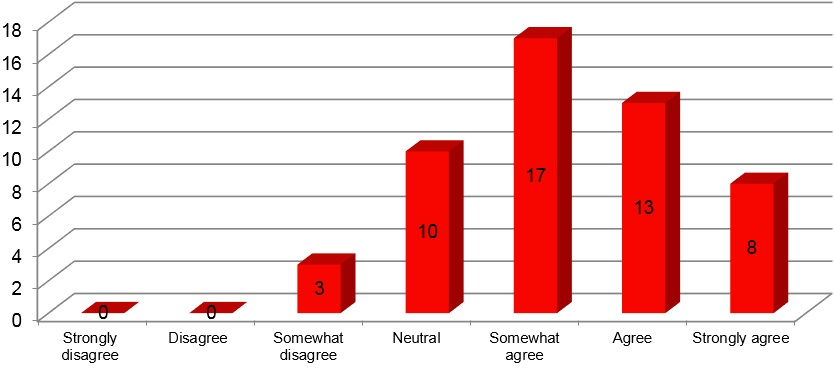 18
16
14
12
10
8
6
4
2
0
0
0
3
10
17
13
8
Strongly disagree
Disagree
Somewhat disagree
Neutral
Somewhat agree
Agree
Strongly agree